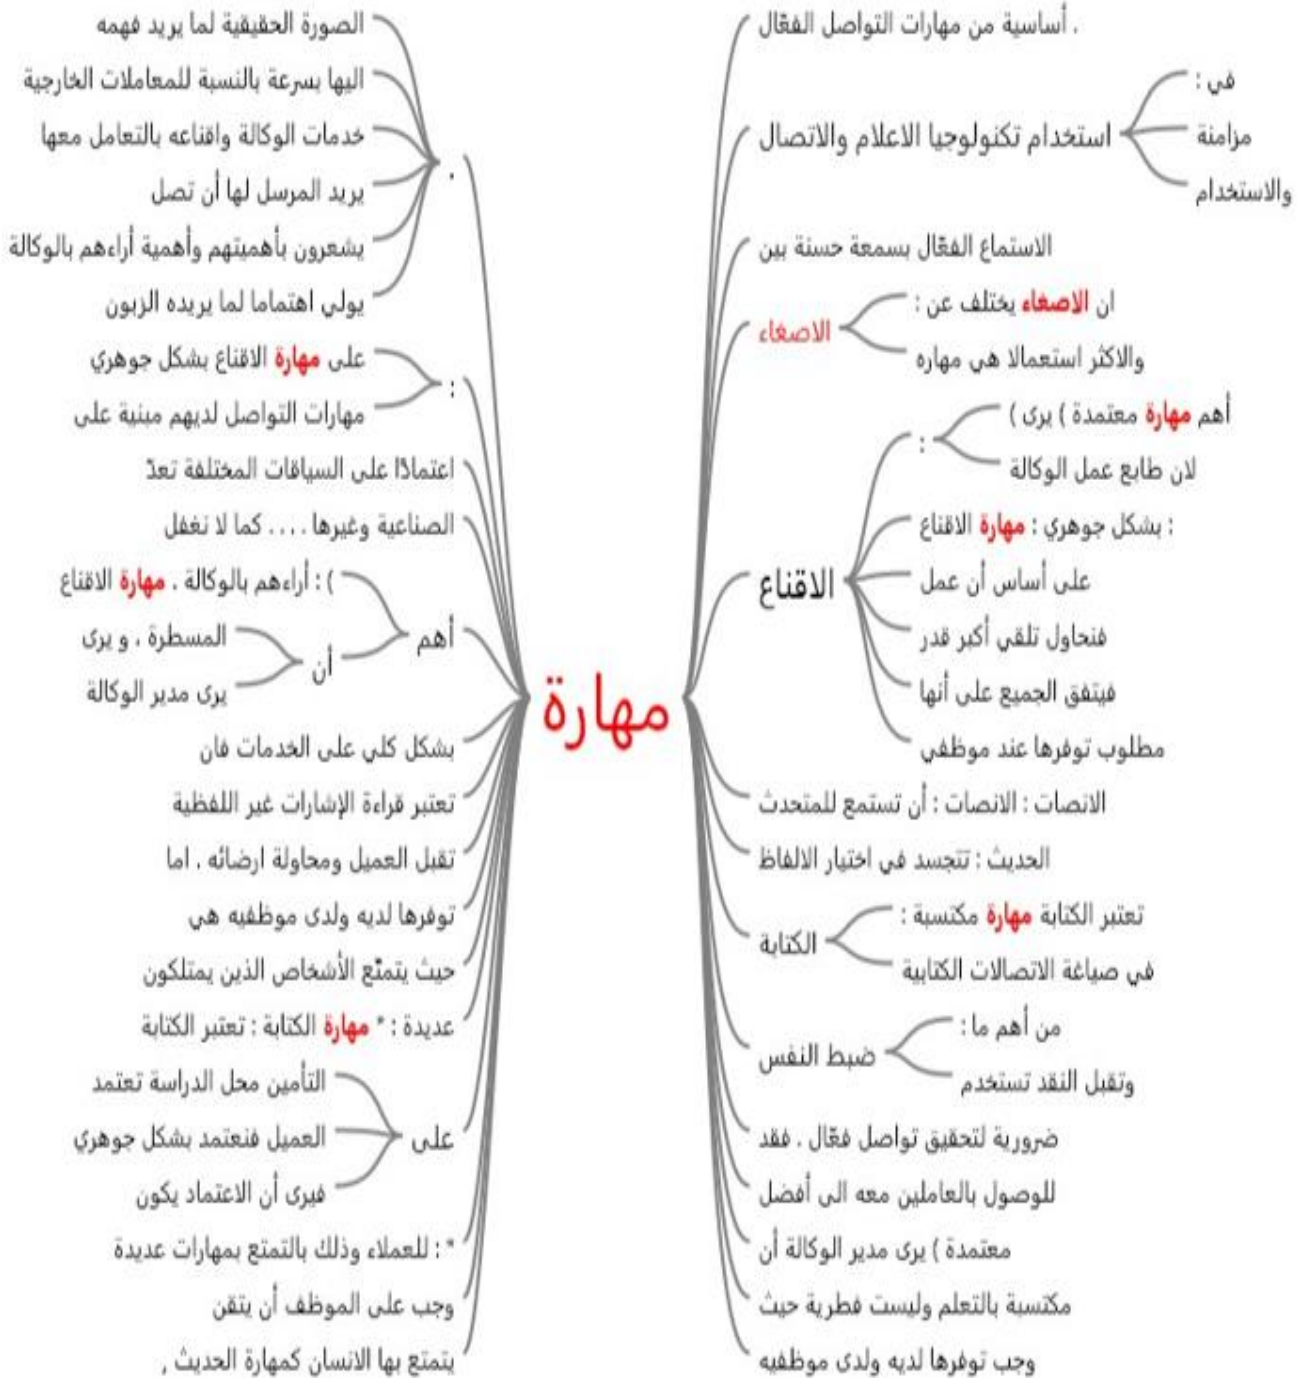 . أساسية من مهارات التواصل الفعّال
في :
استخدام تكنولوجيا الاعلام والاتصال
مزامنة
والاستخدام
الاستماع الفعّال بسمعة حسنة بين
ان الاصغاء يختلف عن :
الاصغاء
والاكثر استعمالا هي مهاره
أهم مهارة معتمدة ) يرى )
:
لان طابع عمل الوكالة
: بشكل جوهري : مهارة الاقناع
الاقناع
على أساس أن عمل
فنحاول تلقي أكبر قدر
فيتفق الجميع على أنها
مطلوب توفرها عند موظفي
الانصات : الانصات : أن تستمع للمتحدث
الحديث : تتجسد في اختيار الالفاظ
تعتبر الكتابة مهارة مكتسبة :
الكتابة
في صياغة الاتصالات الكتابية
من أهم ما :
ضبط النفس
وتقبل النقد تستخدم
ضرورية لتحقيق تواصل فعّال . فقد
للوصول بالعاملين معه الى أفضل
معتمدة ) يرى مدير الوكالة أن
مكتسبة بالتعلم وليست فطرية حيث
وجب توفرها لديه ولدى موظفيه
مهارة
الصورة الحقيقية لما يريد فهمه
اليها بسرعة بالنسبة للمعاملات الخارجية
خدمات الوكالة واقناعه بالتعامل معها
.
يريد المرسل لها أن تصل
يشعرون بأهميتهم وأهمية أراءهم بالوكالة
يولي اهتماما لما يريده الزبون
على مهارة الاقناع بشكل جوهري
:
مهارات التواصل لديهم مبنية على
اعتمادًا على السياقات المختلفة تعدّ
الصناعية وغيرها . . . . كما لا نغفل
) : أراءهم بالوكالة . مهارة الاقناع
أهم
المسطرة ، و يرى
أن
يرى مدير الوكالة
بشكل كلي على الخدمات فان
تعتبر قراءة الإشارات غير اللفظية
تقبل العميل ومحاولة ارضائه . اما
توفرها لديه ولدى موظفيه هي
حيث يتمتّع الأشخاص الذين يمتلكون
عديدة : * مهارة الكتابة : تعتبر الكتابة
التأمين محل الدراسة تعتمد
على
العميل فنعتمد بشكل جوهري
فيرى أن الاعتماد يكون
* : للعملاء وذلك بالتمتع بمهارات عديدة
وجب على الموظف أن يتقن
يتمتع بها الانسان كمهارة الحديث ,